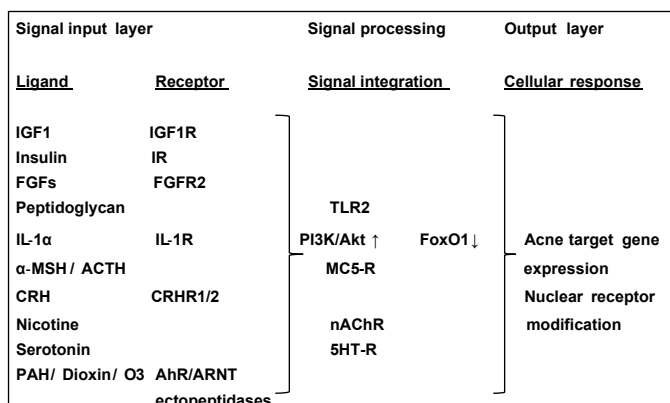 Signal input layer Signal processing Output layer
Ligand Receptor Signal integration Cellular response
IGF1 IGF1R
Insulin IR
FGFs FGFR2
Peptidoglycan TLR2
IL-1α IL-1R PI3K/Akt ↑ FoxO1↓ Acne target gene
α-MSH / ACTH MC5-R expression
CRH CRHR1/2 Nuclear receptor
Nicotine nAChR modification
Serotonin 5HT-R
PAH/ Dioxin/ O3 AhR/ARNT
ectopeptidases